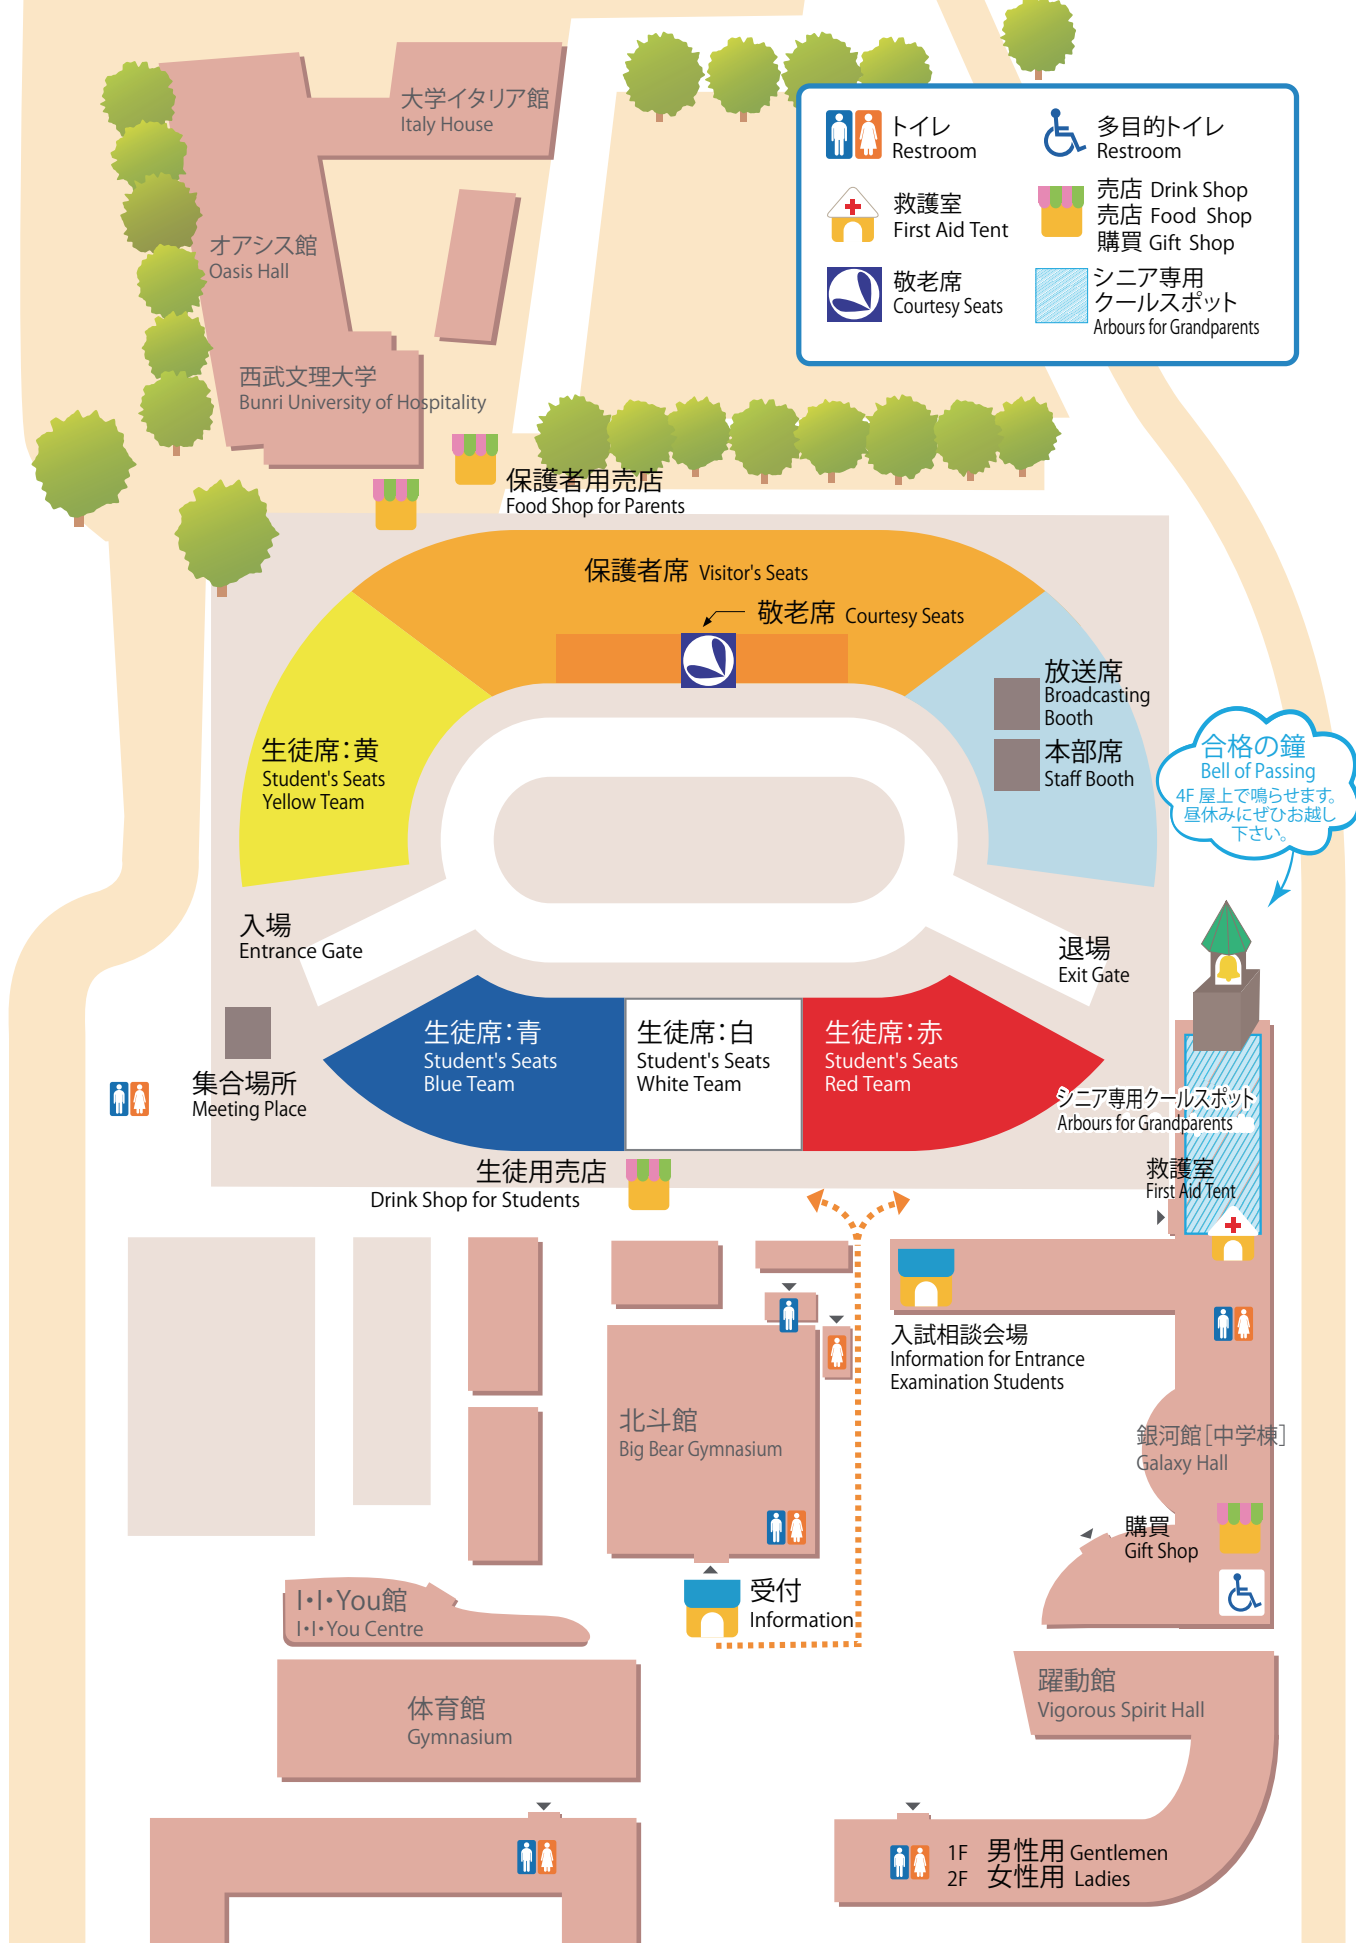 大学イタリア館
Italy House
トイレ
Restroom
多目的トイレ
Restroom
救護室
First Aid Tent
売店 Drink Shop
売店 Food Shop
購買 Gift Shop
敬老席
Courtesy Seats
シニア専用
クールスポット
Arbours for Grandparents
オアシス館
Oasis Hall
西武文理大学
Bunri University of Hospitality
保護者用売店
Food Shop for Parents
保護者席 Visitor's Seats
敬老席 Courtesy Seats
放送席
Broadcasting
Booth
本部席
Staff Booth
生徒席：黄
Student's Seats
Yellow Team
合格の鐘
Bell of Passing
4F 屋上で鳴らせます。
昼休みにぜひお越し
下さい。
入場
Entrance Gate
退場
Exit Gate
生徒席：青
Student's Seats
Blue Team
生徒席：白
Student's Seats
White Team
生徒席：赤
Student's Seats
Red Team
集合場所
Meeting Place
シニア専用クールスポット
Arbours for Grandparents
救護室
First Aid Tent
生徒用売店
Drink Shop for Students
入試相談会場
Information for Entrance
Examination Students
北斗館
Big Bear Gymnasium
銀河館［中学棟］
Galaxy Hall
購買
Gift Shop
受付
Information
I・I・You館
I・I・You Centre
体育館
Gymnasium
躍動館
Vigorous Spirit Hall
1F 男性用 Gentlemen
2F 女性用 Ladies